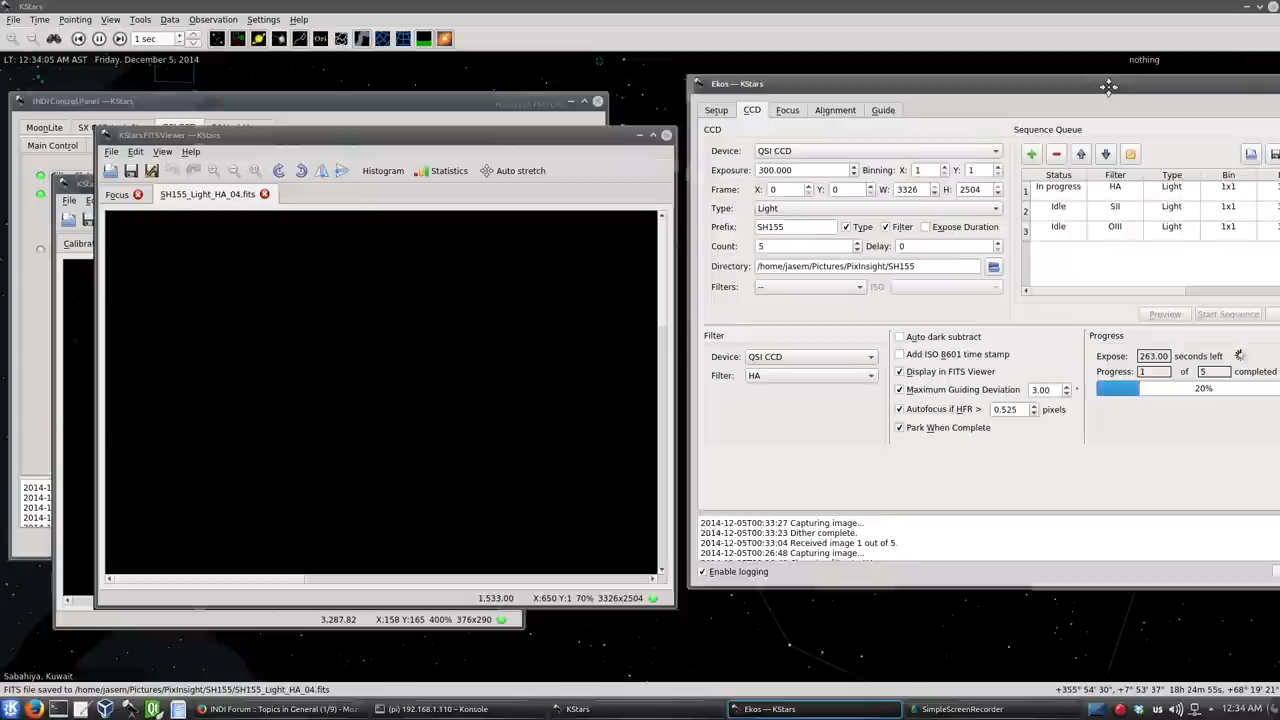 KStars
File Time Pointing View Tools Data Observation Settings Help
1 sec
LT: 12:34:05 AM AST Friday, December 5, 2014
nothing
INDI Control Panel — KStars
MoonLite
Main Control
2014-1
2014-1
2014-1
2014-1
Calibrat
3,287.82 X:158 Y:165 400% 376x290
KStars FITS Viewer — KStars
File Edit View Help
Histogram Statistics Auto stretch
Focus SH155_Light_HA_04.fits
1,533.00 X:650 Y:1 70% 3326x2504
Ekos — KStars
Setup CCD Focus Alignment Guide
CCD
Device: QSI CCD
Exposure: 300.000 Binning: X: 1 Y: 1
Frame: X: 0 Y: 0 W: 3326 H: 2504
Type: Light
Prefix: SH155 Type Filter Expose Duration
Count: 5 Delay: 0
Directory: /home/jasem/Pictures/PixInsight/SH155
Filters: -- ISO
Sequence Queue
Status Filter Type Bin
1 In progress HA Light 1x1
2 Idle SII Light 1x1
3 Idle OIII Light 1x1
Preview Start Sequence
Filter
Device: QSI CCD
Filter: HA
Auto dark subtract
Add ISO 8601 time stamp
Display in FITS Viewer
Maximum Guiding Deviation 3.00 "
Autofocus if HFR > 0.525 pixels
Park When Complete
Progress
Expose: 263.00 seconds left
Progress: 1 of 5 completed
20%
2014-12-05T00:33:27 Capturing image...
2014-12-05T00:33:23 Dither complete.
2014-12-05T00:33:04 Received image 1 out of 5.
2014-12-05T00:26:48 Capturing image...
Enable logging
Sabahiya, Kuwait
FITS file saved to /home/jasem/Pictures/PixInsight/SH155/SH155_Light_HA_04.fits
+355° 54' 30", +7° 53' 37" 18h 24m 55s, +68° 19' 21"
INDI Forum :: Topics in General (1/9) - Mo: (pi) 192.168.1.110 — Konsole KStars Ekos — KStars SimpleScreenRecorder us 12:34 AM